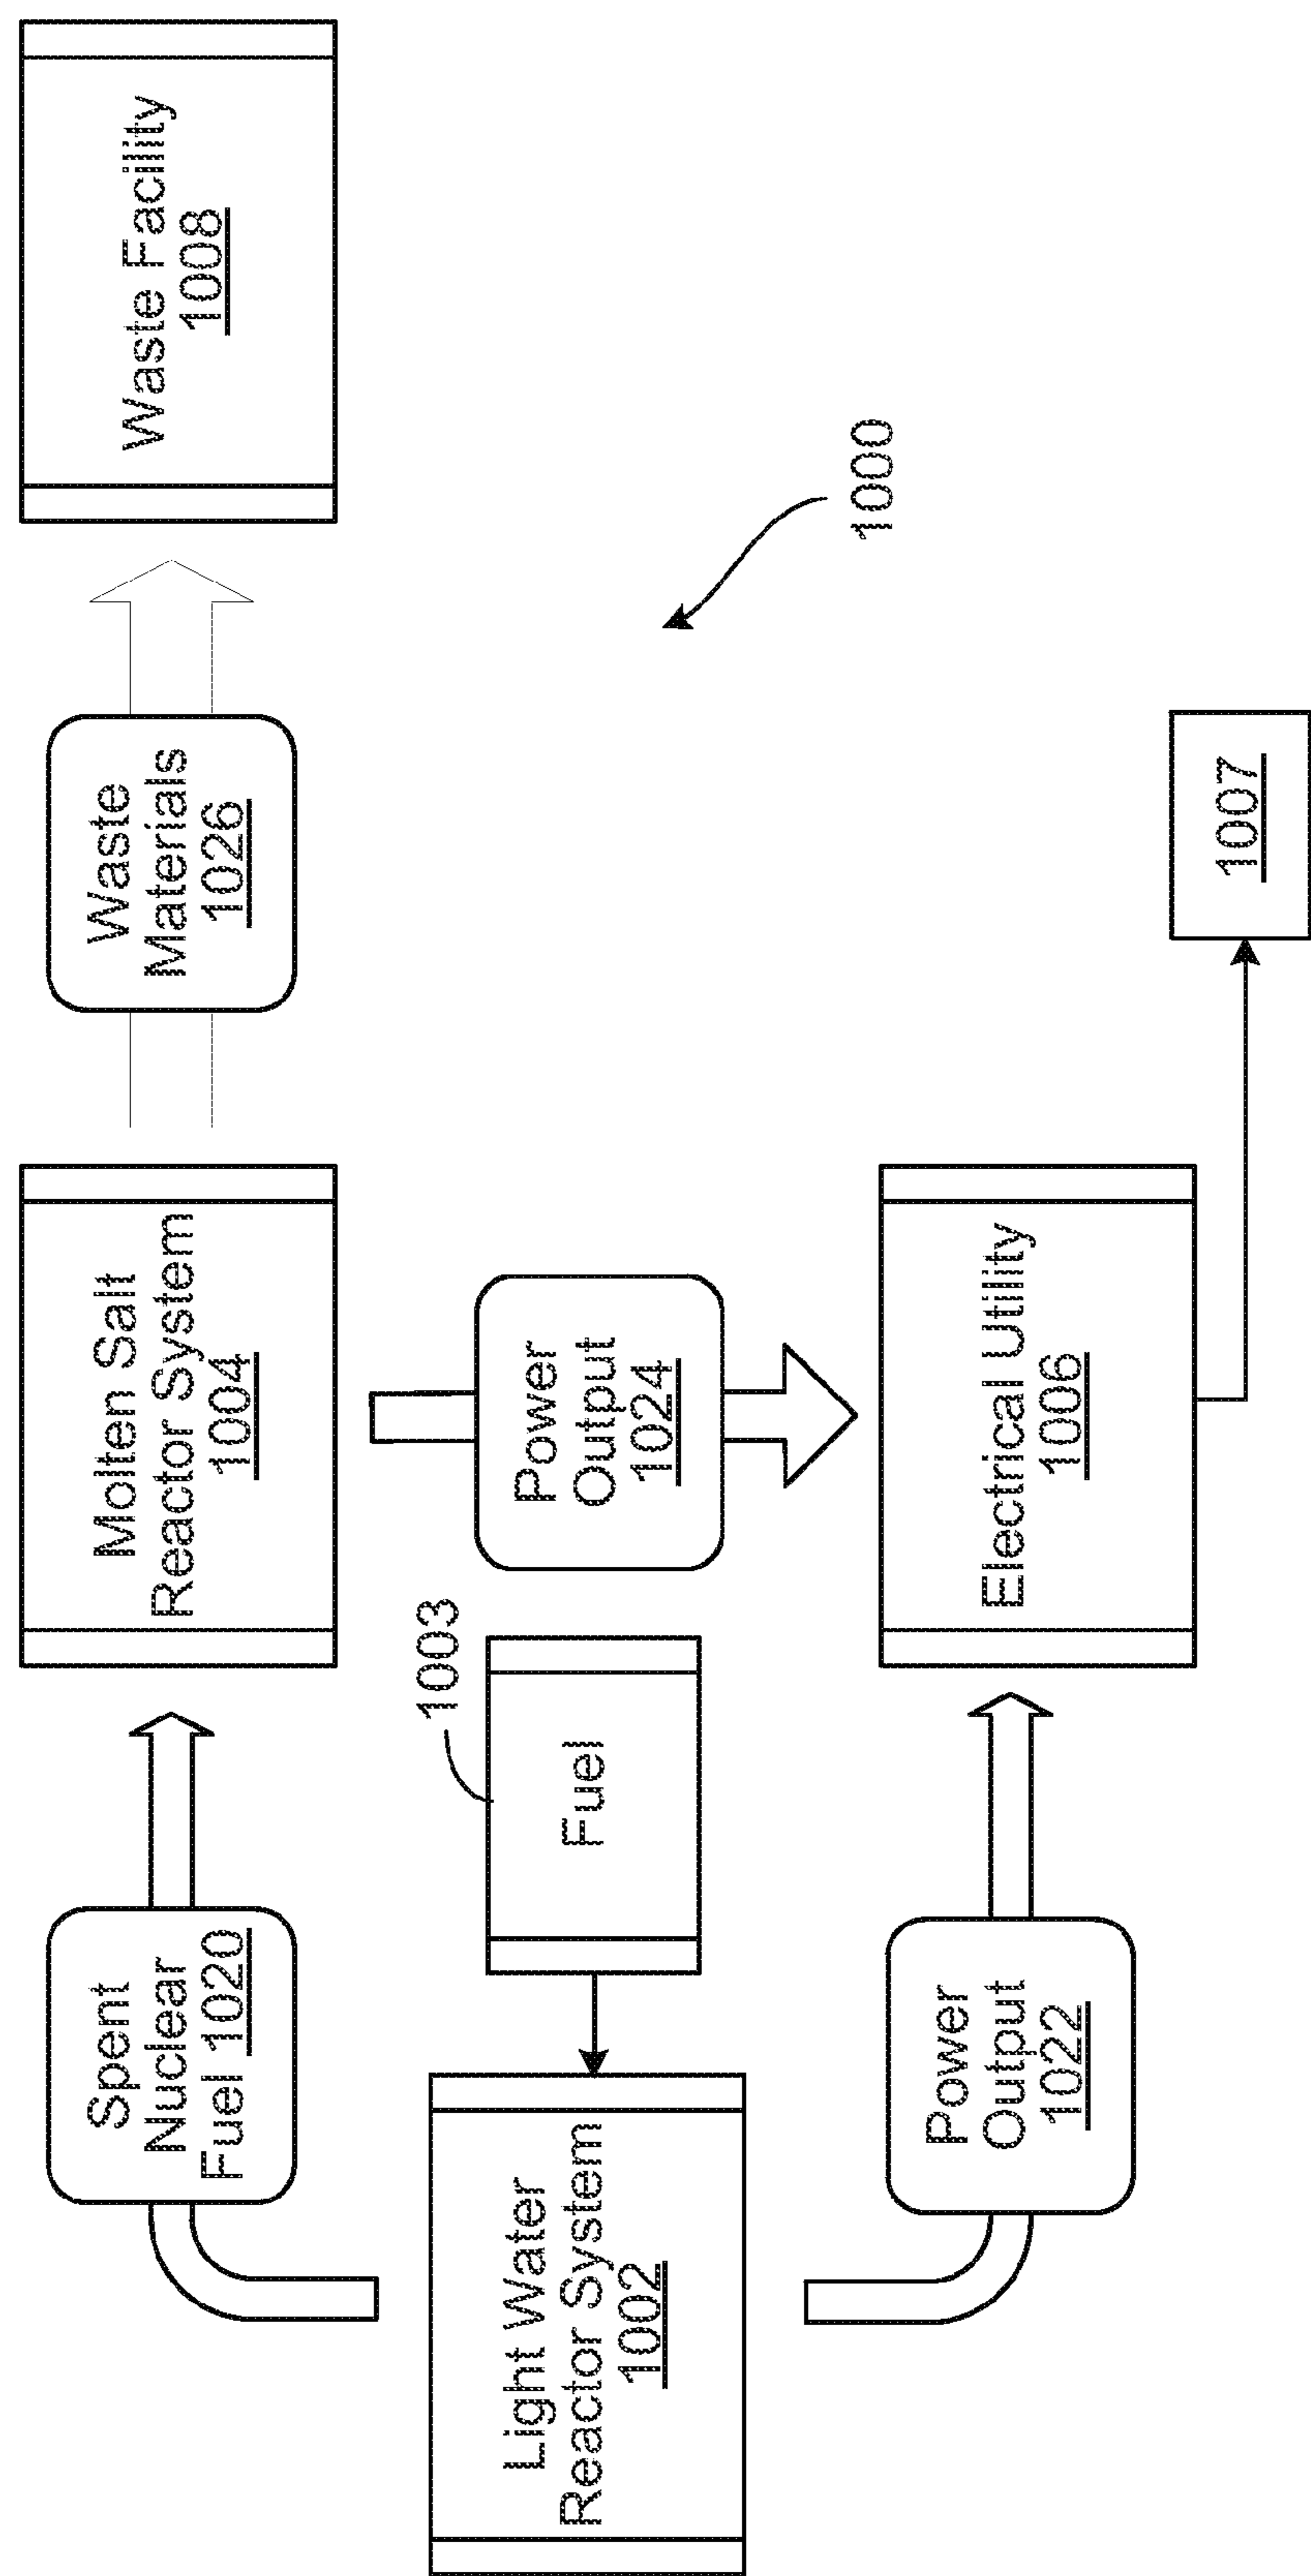 Spent
Nuclear
Fuel 1020
Molten Salt
Reactor System
1004
Waste
Materials
1026
Waste Facility
1008
Light Water
Reactor System
1002
Fuel
1003
Power
Output
1024
1000
Power
Output
1022
Electrical Utility
1006
1007